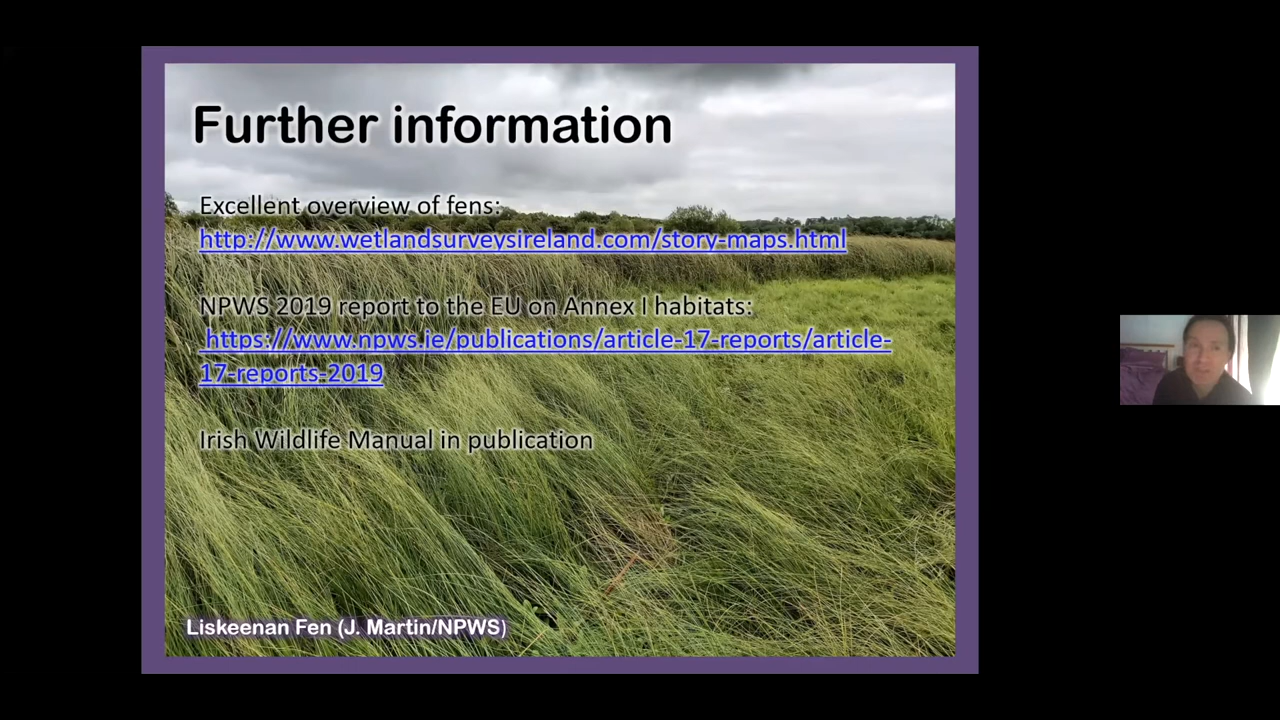 Further information
Excellent overview of fens:
http://www.wetlandsurveysireland.com/story-maps.html
NPWS 2019 report to the EU on Annex I habitats:
https://www.npws.ie/publications/article-17-reports/article-
17-reports-2019
Irish Wildlife Manual in publication
Liskeenan Fen (J. Martin/NPWS)